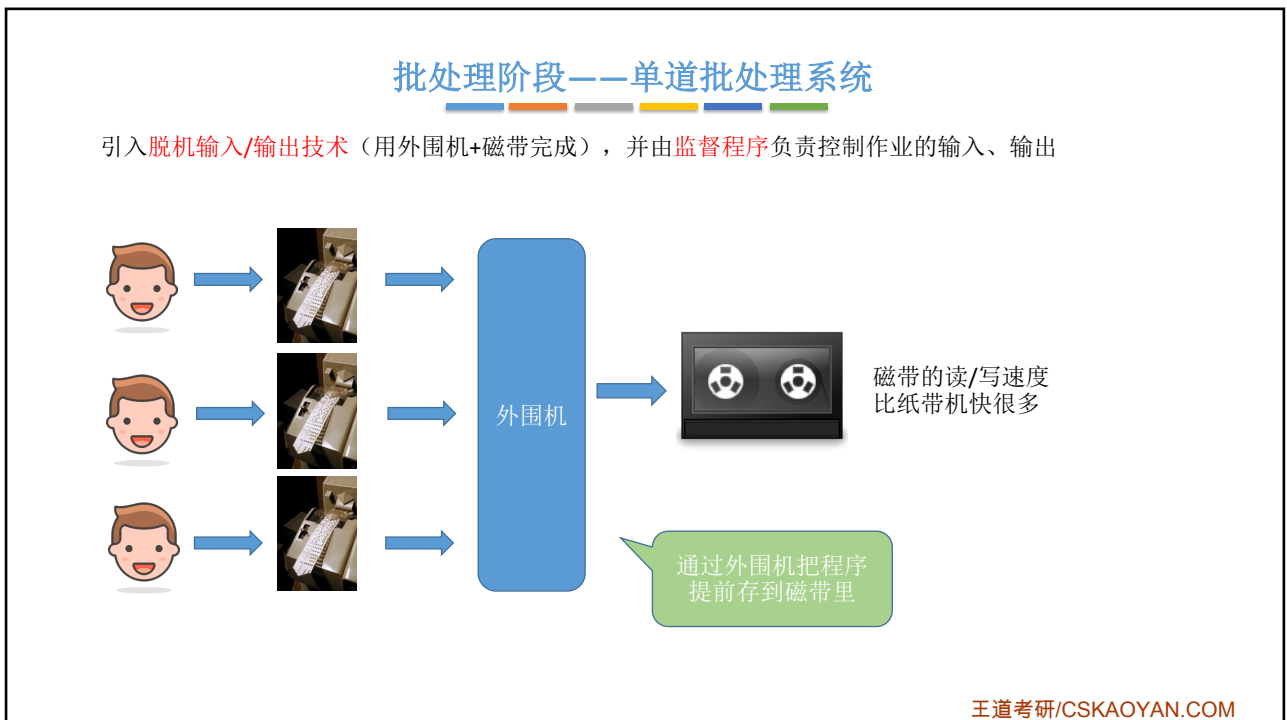 批处理阶段——单道批处理系统
引入脱机输入/输出技术（用外围机+磁带完成），并由监督程序负责控制作业的输入、输出
外围机
磁带的读/写速度
比纸带机快很多
通过外围机把程序
提前存到磁带里
王道考研/CSKAOYAN.COM